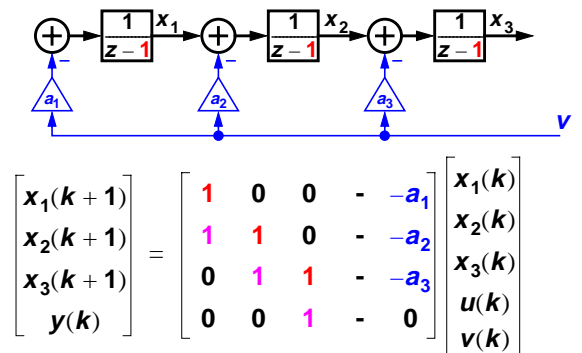 x₁ x₂ x₃
+ 1 + 1 + 1
z – 1 z – 1 z – 1
– – –
a₁ a₂ a₃
v
x₁(k + 1) 1 0 0 - –a₁ x₁(k)
x₂(k + 1) 1 1 0 - –a₂ x₂(k)
x₃(k + 1) = 0 1 1 - –a₃ x₃(k)
y(k) 0 0 1 - 0 u(k)
v(k)